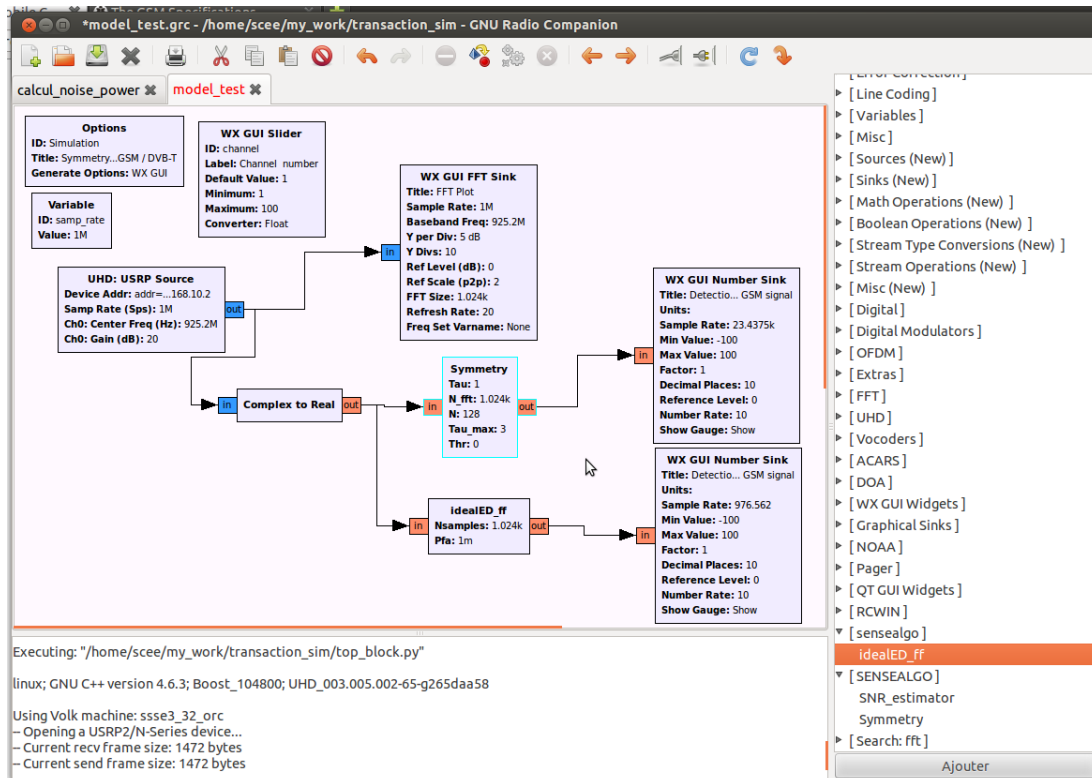 The GSM Specifications
*model_test.grc - /home/scee/my_work/transaction_sim - GNU Radio Companion
calcul_noise_power
model_test
Options
ID: Simulation
Title: Symmetry...GSM / DVB-T
Generate Options: WX GUI
Variable
ID: samp_rate
Value: 1M
WX GUI Slider
ID: channel
Label: Channel number
Default Value: 1
Minimum: 1
Maximum: 100
Converter: Float
UHD: USRP Source
Device Addr: addr=...168.10.2
Samp Rate (Sps): 1M
Ch0: Center Freq (Hz): 925.2M
Ch0: Gain (dB): 20
out
in
WX GUI FFT Sink
Title: FFT Plot
Sample Rate: 1M
Baseband Freq: 925.2M
Y per Div: 5 dB
Y Divs: 10
Ref Level (dB): 0
Ref Scale (p2p): 2
FFT Size: 1.024k
Refresh Rate: 20
Freq Set Varname: None
in
Complex to Real
out
in
Symmetry
Tau: 1
N_fft: 1.024k
N: 128
Tau_max: 3
Thr: 0
out
in
idealED_ff
Nsamples: 1.024k
Pfa: 1m
out
in
WX GUI Number Sink
Title: Detectio... GSM signal
Units:
Sample Rate: 23.4375k
Min Value: -100
Max Value: 100
Factor: 1
Decimal Places: 10
Reference Level: 0
Number Rate: 10
Show Gauge: Show
in
WX GUI Number Sink
Title: Detectio... GSM signal
Units:
Sample Rate: 976.562
Min Value: -100
Max Value: 100
Factor: 1
Decimal Places: 10
Reference Level: 0
Number Rate: 10
Show Gauge: Show
[ Error Correction ]
[ Line Coding ]
[ Variables ]
[ Misc ]
[ Sources (New) ]
[ Sinks (New) ]
[ Math Operations (New) ]
[ Boolean Operations (New) ]
[ Stream Type Conversions (New) ]
[ Stream Operations (New) ]
[ Misc (New) ]
[ Digital ]
[ Digital Modulators ]
[ OFDM ]
[ Extras ]
[ FFT ]
[ UHD ]
[ Vocoders ]
[ ACARS ]
[ DOA ]
[ WX GUI Widgets ]
[ Graphical Sinks ]
[ NOAA ]
[ Pager ]
[ QT GUI Widgets ]
[ RCWIN ]
[ sensealgo ]
idealED_ff
[ SENSEALGO ]
SNR_estimator
Symmetry
[ Search: fft ]
Ajouter
Executing: "/home/scee/my_work/transaction_sim/top_block.py"
linux; GNU C++ version 4.6.3; Boost_104800; UHD_003.005.002-65-g265daa58
Using Volk machine: ssse3_32_orc
-- Opening a USRP2/N-Series device...
-- Current recv frame size: 1472 bytes
-- Current send frame size: 1472 bytes